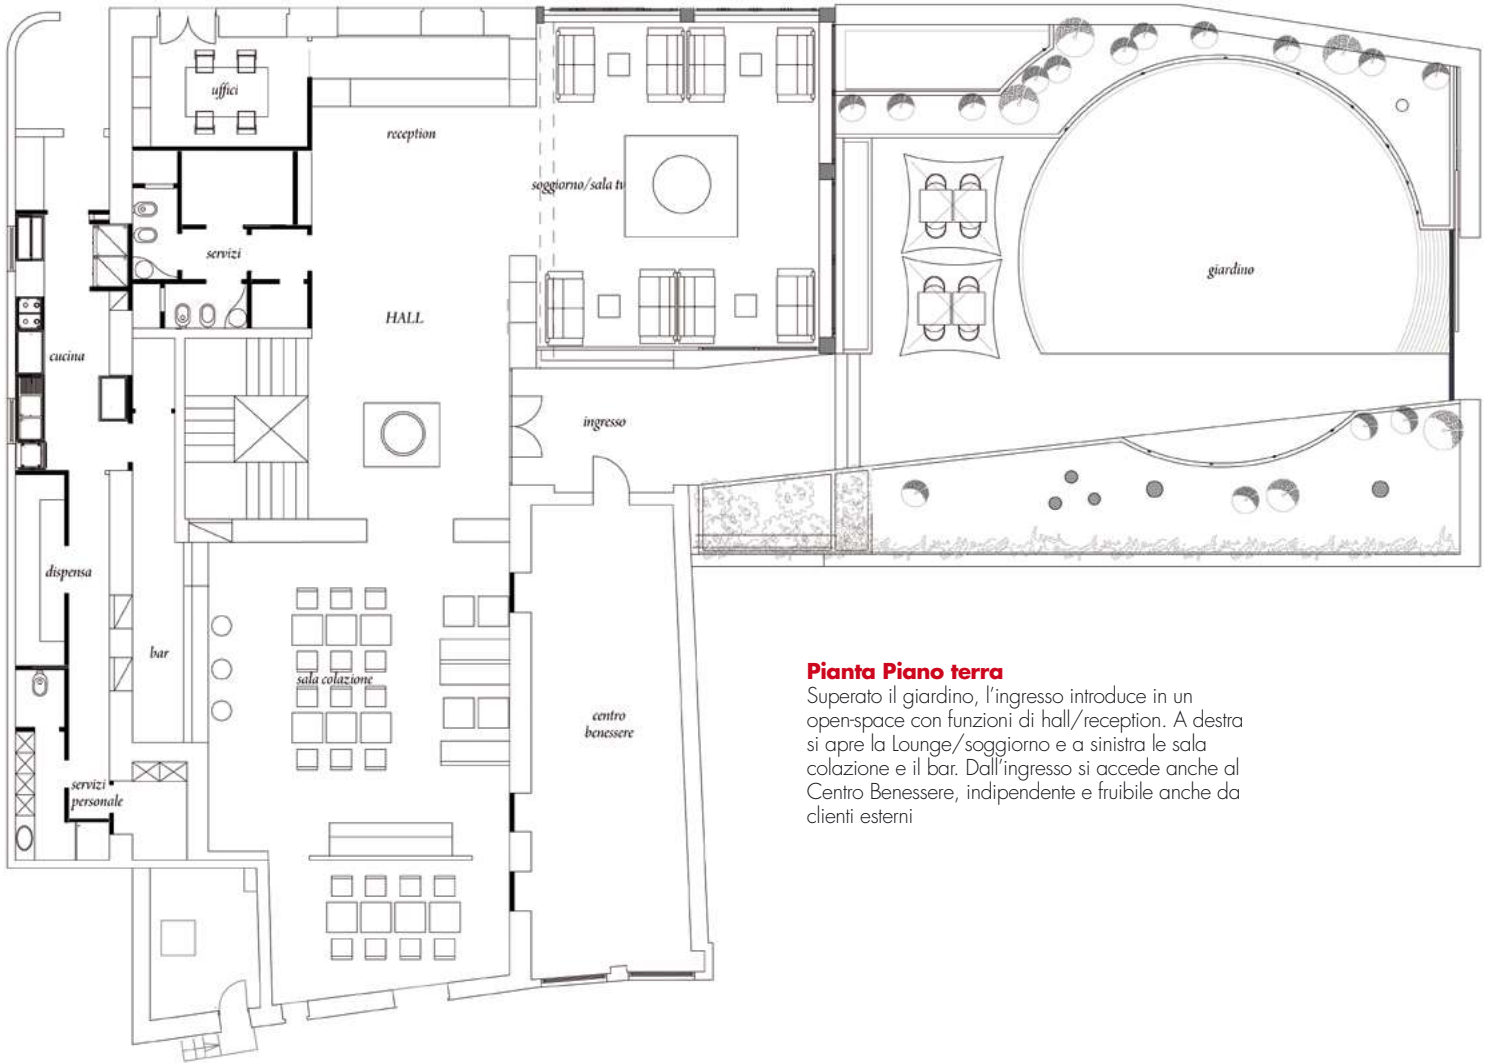 uffici
reception
soggiorno/sala tv
servizi
giardino
HALL
cucina
ingresso
dispensa
bar
sala colazione
centro
benessere
servizi
personale
Pianta Piano terra
Superato il giardino, l’ingresso introduce in un
open-space con funzioni di hall/reception. A destra
si apre la Lounge/soggiorno e a sinistra le sala
colazione e il bar. Dall’ingresso si accede anche al
Centro Benessere, indipendente e fruibile anche da
clienti esterni